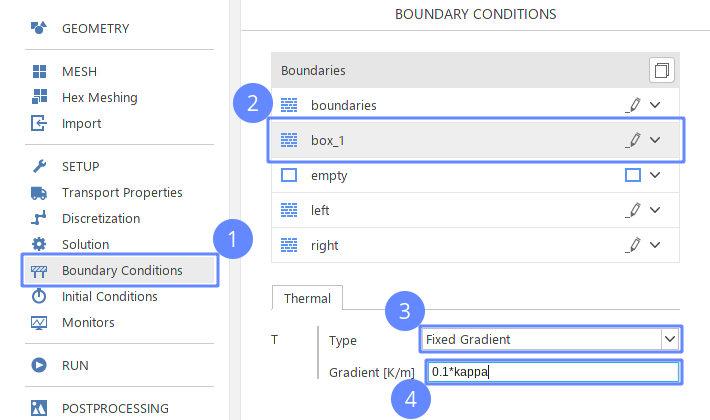 BOUNDARY CONDITIONS
GEOMETRY
MESH
Hex Meshing
Import
SETUP
Transport Properties
Discretization
Solution
1
Boundary Conditions
Initial Conditions
Monitors
RUN
POSTPROCESSING
Boundaries
2
boundaries
box_1
empty
left
right
Thermal
3
T
Type
Fixed Gradient
Gradient [K/m]
0.1*kappa
4